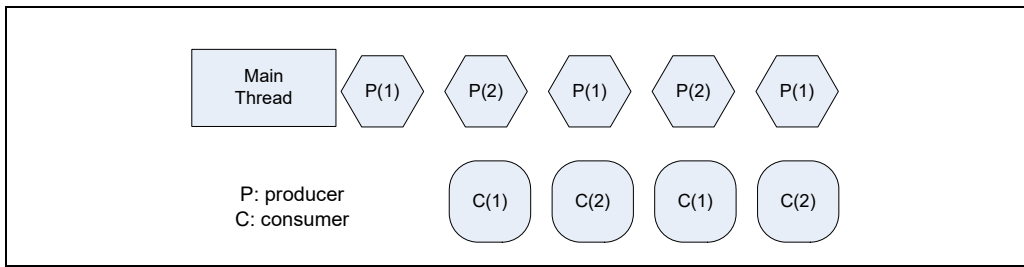 Main
Thread
P(1)
P(2)
P(1)
P(2)
P(1)
P: producer
C: consumer
C(1)
C(2)
C(1)
C(2)